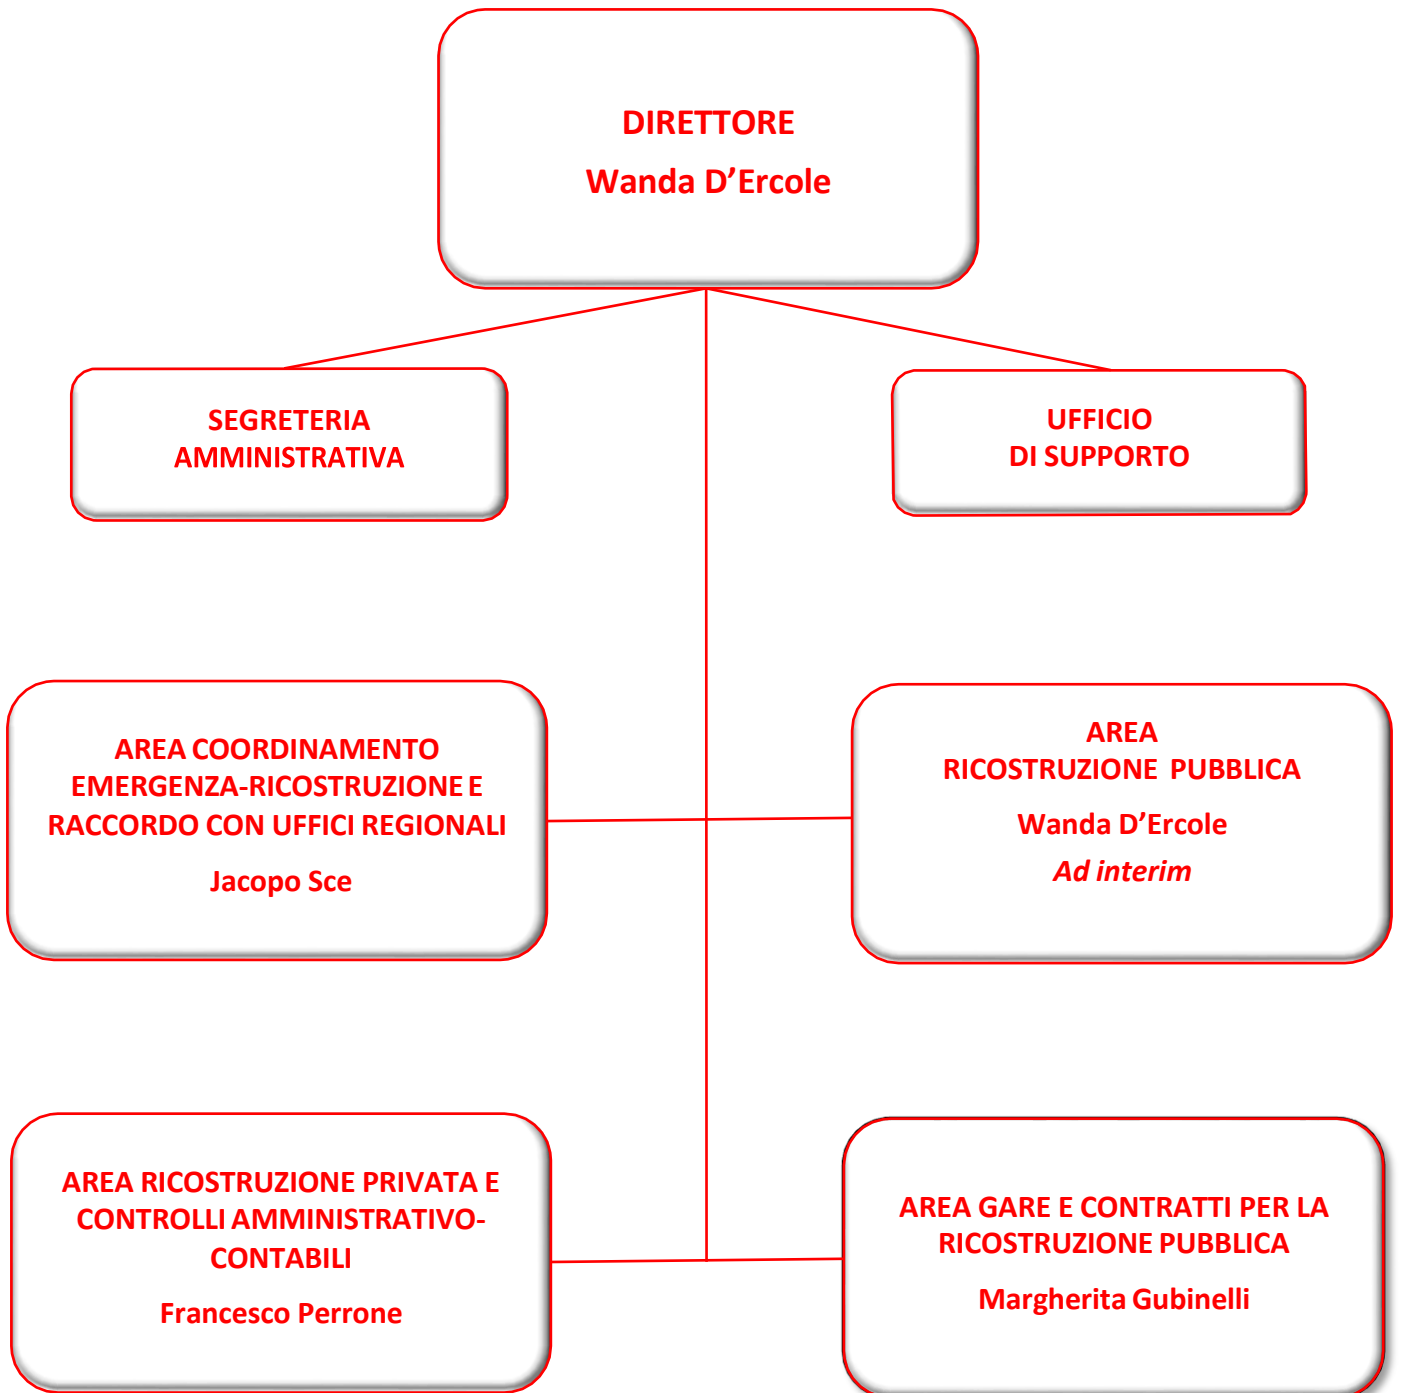 DIRETTORE
Wanda D’Ercole
SEGRETERIA
AMMINISTRATIVA
UFFICIO
DI SUPPORTO
AREA COORDINAMENTO
EMERGENZA-RICOSTRUZIONE E
RACCORDO CON UFFICI REGIONALI
Jacopo Sce
AREA
RICOSTRUZIONE PUBBLICA
Wanda D’Ercole
Ad interim
AREA RICOSTRUZIONE PRIVATA E
CONTROLLI AMMINISTRATIVO-
CONTABILI
Francesco Perrone
AREA GARE E CONTRATTI PER LA
RICOSTRUZIONE PUBBLICA
Margherita Gubinelli